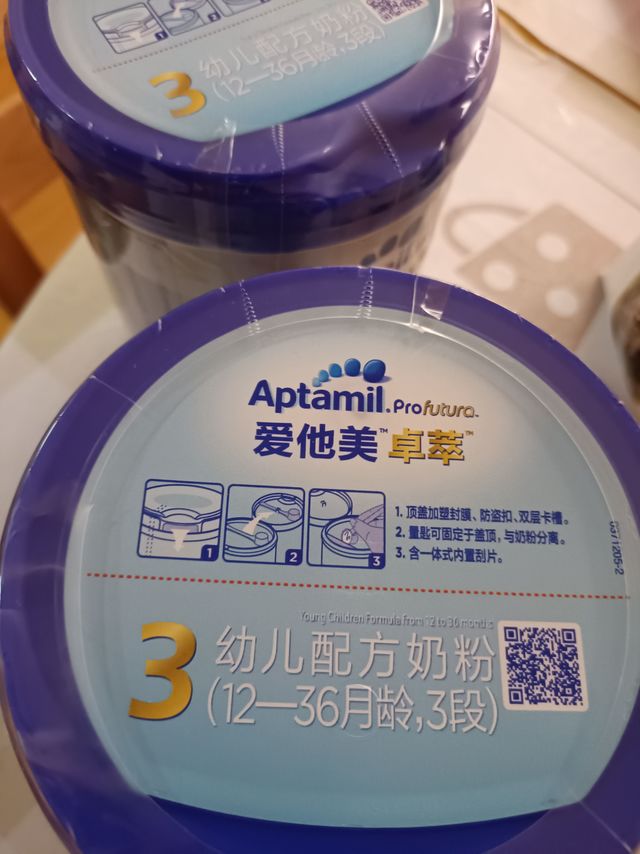 3
幼儿配方奶粉
(12—36月龄,3段)
Aptamil. Profutura™
爱他美™卓萃™
1. 顶盖加塑封膜、防盗扣、双层卡槽。
2. 量匙可固定于盖顶,与奶粉分离。
3. 含一体式内置刮片。
1
2
3
Young Children Formula from 12 to 36 months
3
幼儿配方奶粉
(12—36月龄,3段)